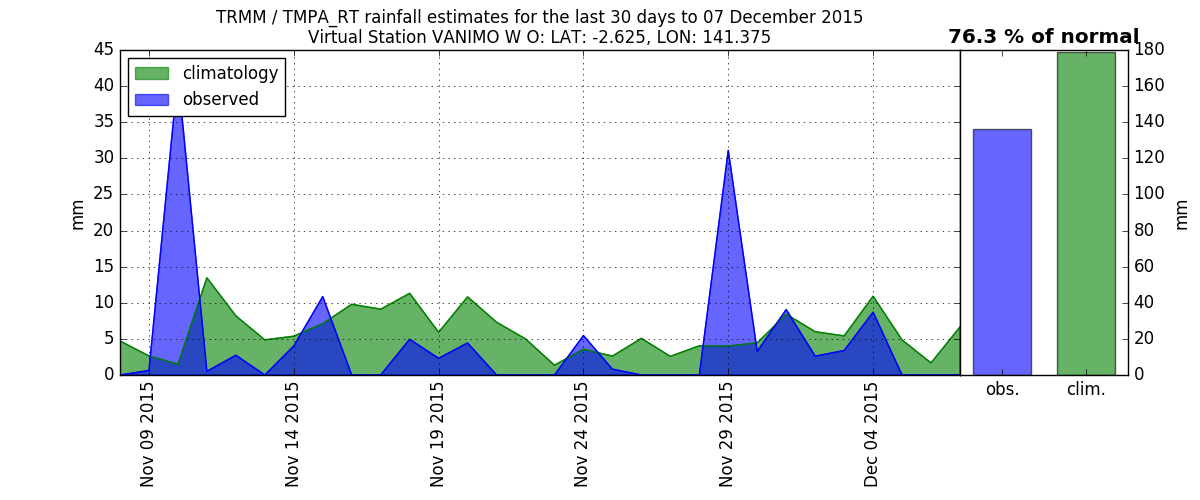 TRMM / TMPA_RT rainfall estimates for the last 30 days to 07 December 2015
Virtual Station VANIMO W O: LAT: -2.625, LON: 141.375
76.3 % of normal
climatology
observed
45
40
35
30
25
20
15
10
5
0
mm
Nov 09 2015
Nov 14 2015
Nov 19 2015
Nov 24 2015
Nov 29 2015
Dec 04 2015
obs.
clim.
180
160
140
120
100
80
60
40
20
0
mm